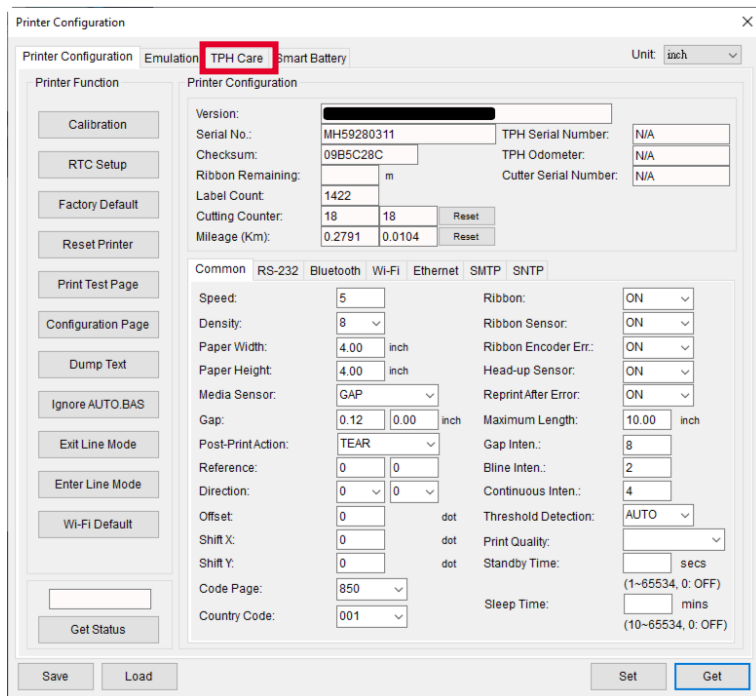 Printer Configuration
Printer Configuration Emulation TPH Care Smart Battery Unit: inch
Printer Function
Calibration
RTC Setup
Factory Default
Reset Printer
Print Test Page
Configuration Page
Dump Text
Ignore AUTO.BAS
Exit Line Mode
Enter Line Mode
Wi-Fi Default
Get Status
Printer Configuration
Version:
Serial No.: MH59280311 TPH Serial Number: N/A
Checksum: 09B5C28C TPH Odometer: N/A
Ribbon Remaining: m Cutter Serial Number: N/A
Label Count: 1422
Cutting Counter: 18 18 Reset
Mileage (Km): 0.2791 0.0104 Reset
Common RS-232 Bluetooth Wi-Fi Ethernet SMTP SNTP
Speed: 5 Ribbon: ON
Density: 8 Ribbon Sensor: ON
Paper Width: 4.00 inch Ribbon Encoder Err.: ON
Paper Height: 4.00 inch Head-up Sensor: ON
Media Sensor: GAP Reprint After Error: ON
Gap: 0.12 0.00 inch Maximum Length: 10.00 inch
Post-Print Action: TEAR Gap Inten.: 8
Reference: 0 0 Bline Inten.: 2
Direction: 0 0 Continuous Inten.: 4
Offset: 0 dot Threshold Detection: AUTO
Shift X: 0 dot Print Quality:
Shift Y: 0 dot Standby Time: secs
(1~65534, 0: OFF)
Code Page: 850 Sleep Time: mins
Country Code: 001 (10~65534, 0: OFF)
Save Load Set Get